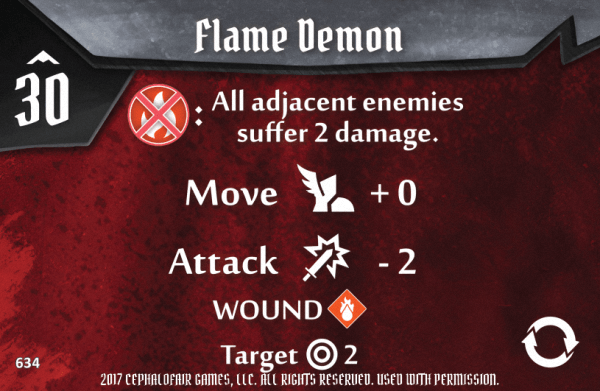 Flame Demon
30
: All adjacent enemies
suffer 2 damage.
Move + 0
Attack - 2
WOUND
Target 2
634
2017 CEPHALOFAIR GAMES, LLC. ALL RIGHTS RESERVED. USED WITH PERMISSION.